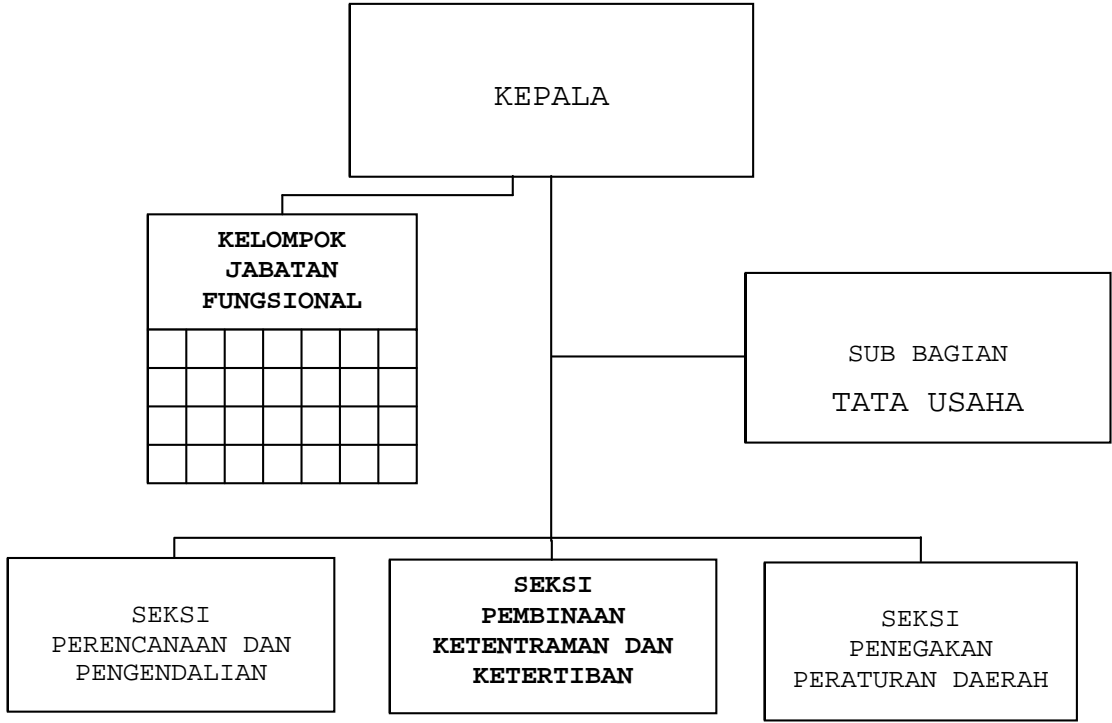 KEPALA
KELOMPOK
JABATAN
FUNGSIONAL
SUB BAGIAN
TATA USAHA
SEKSI
PERENCANAAN DAN
PENGENDALIAN
SEKSI
PEMBINAAN
KETENTRAMAN DAN
KETERTIBAN
SEKSI
PENEGAKAN
PERATURAN DAERAH